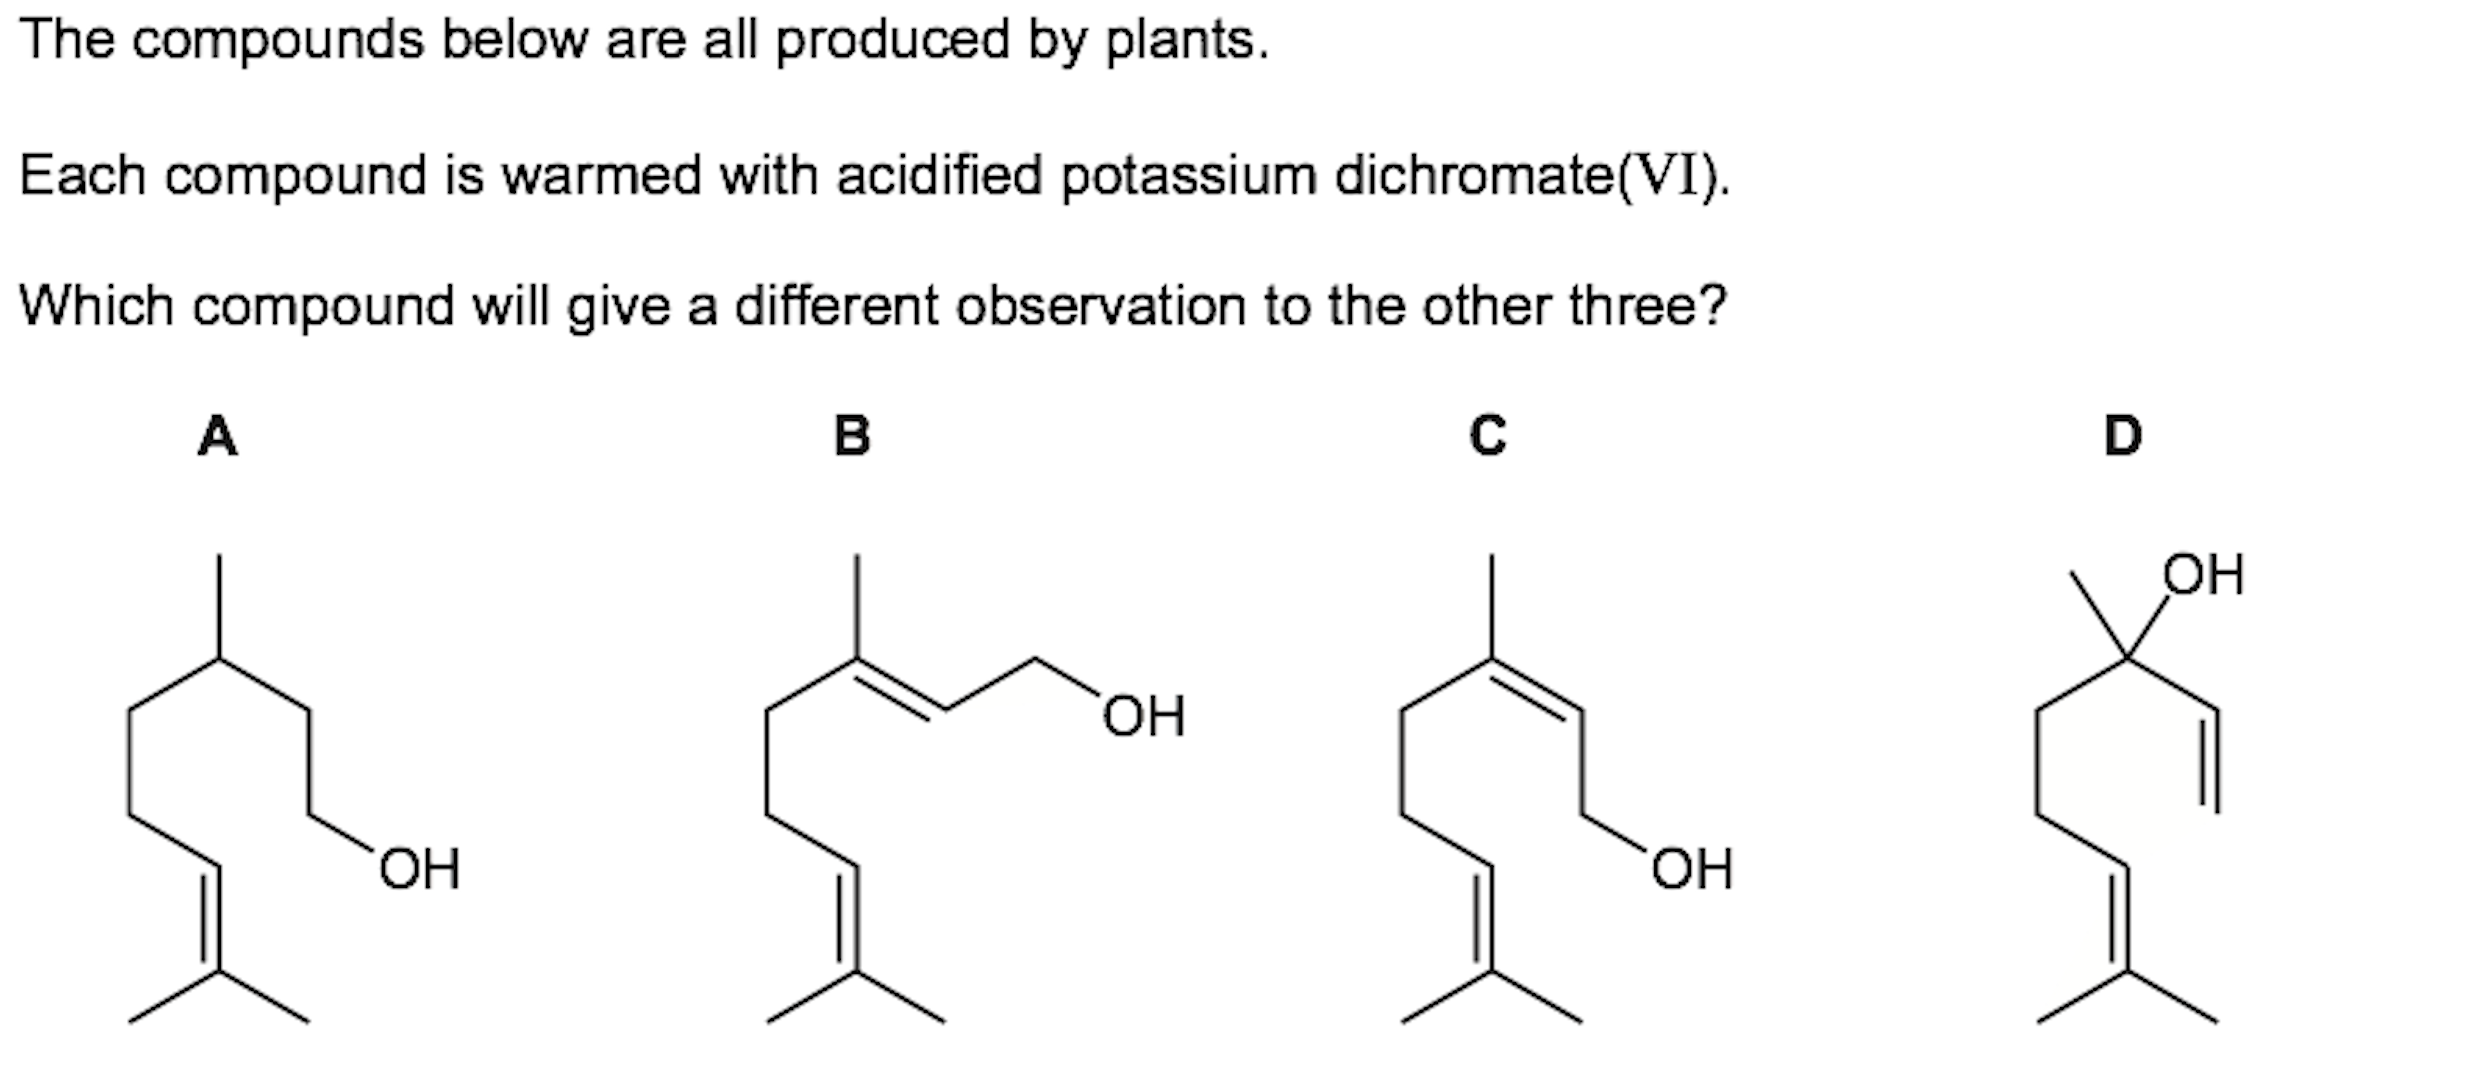 The compounds below are all produced by plants.
Each compound is warmed with acidified potassium dichromate(VI).
Which compound will give a different observation to the other three?
A B C D
OH
OH
OH
OH